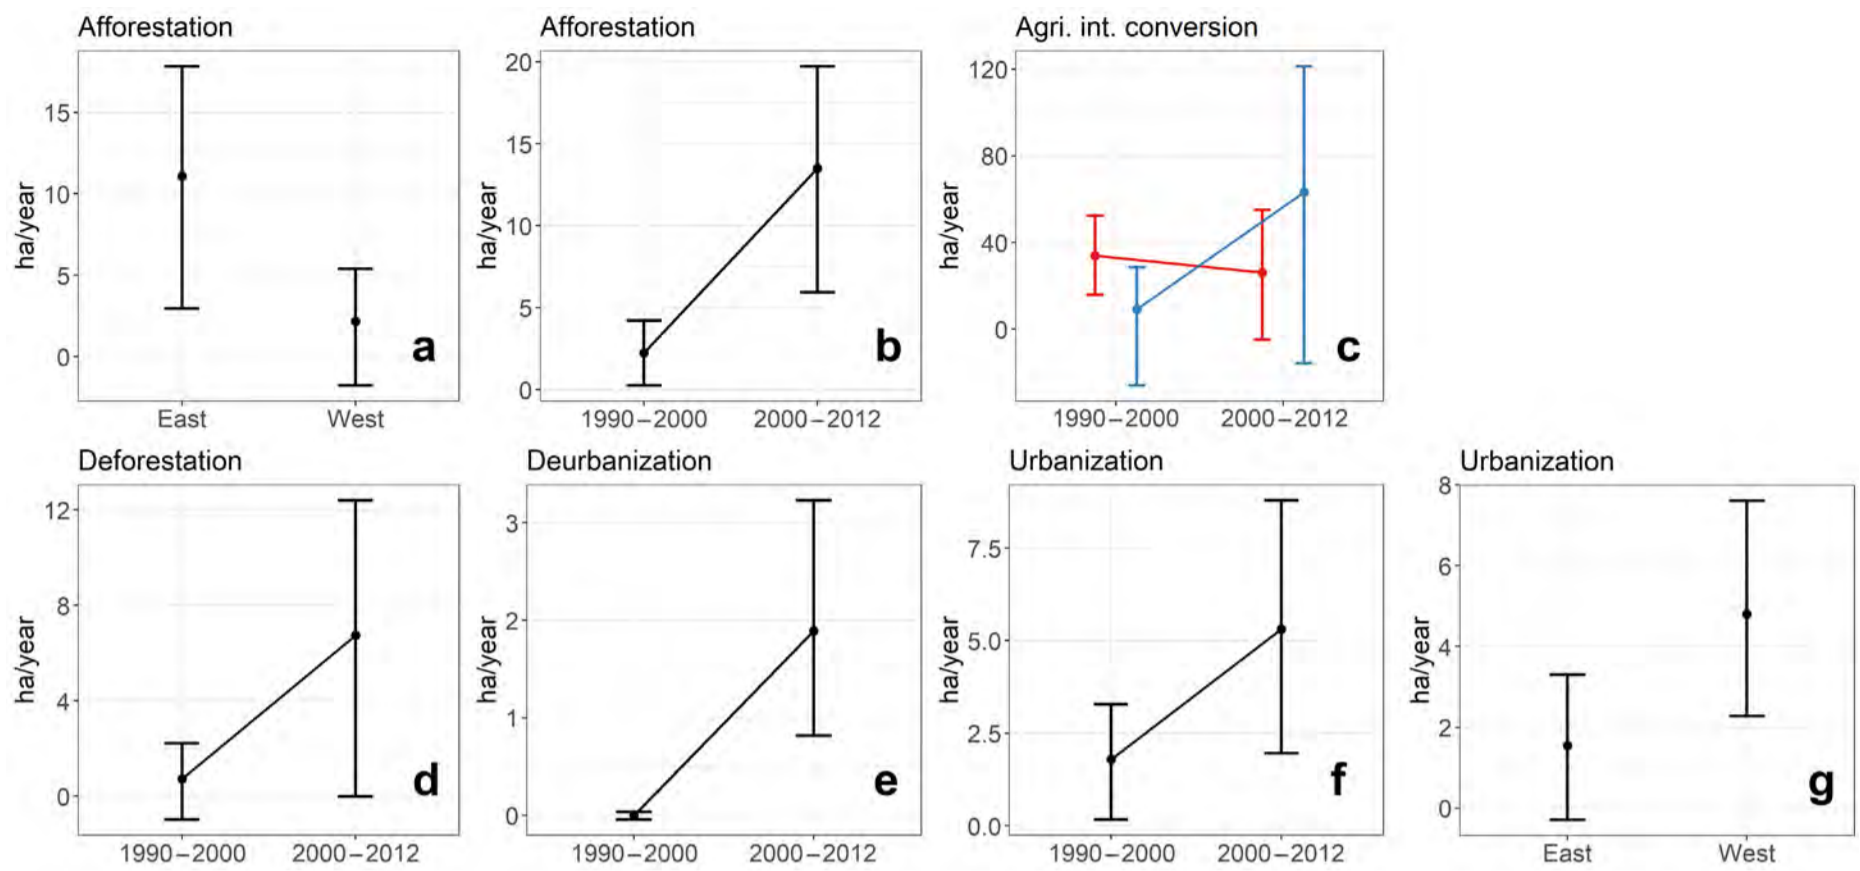 Afforestation
ha/year
15
10
5
0
East West
a
Afforestation
ha/year
20
15
10
5
0
1990–2000 2000–2012
b
Agri. int. conversion
ha/year
120
80
40
0
1990–2000 2000–2012
c
Deforestation
ha/year
12
8
4
0
1990–2000 2000–2012
d
Deurbanization
ha/year
3
2
1
0
1990–2000 2000–2012
e
Urbanization
ha/year
7.5
5.0
2.5
0.0
1990–2000 2000–2012
f
Urbanization
ha/year
8
6
4
2
0
East West
g